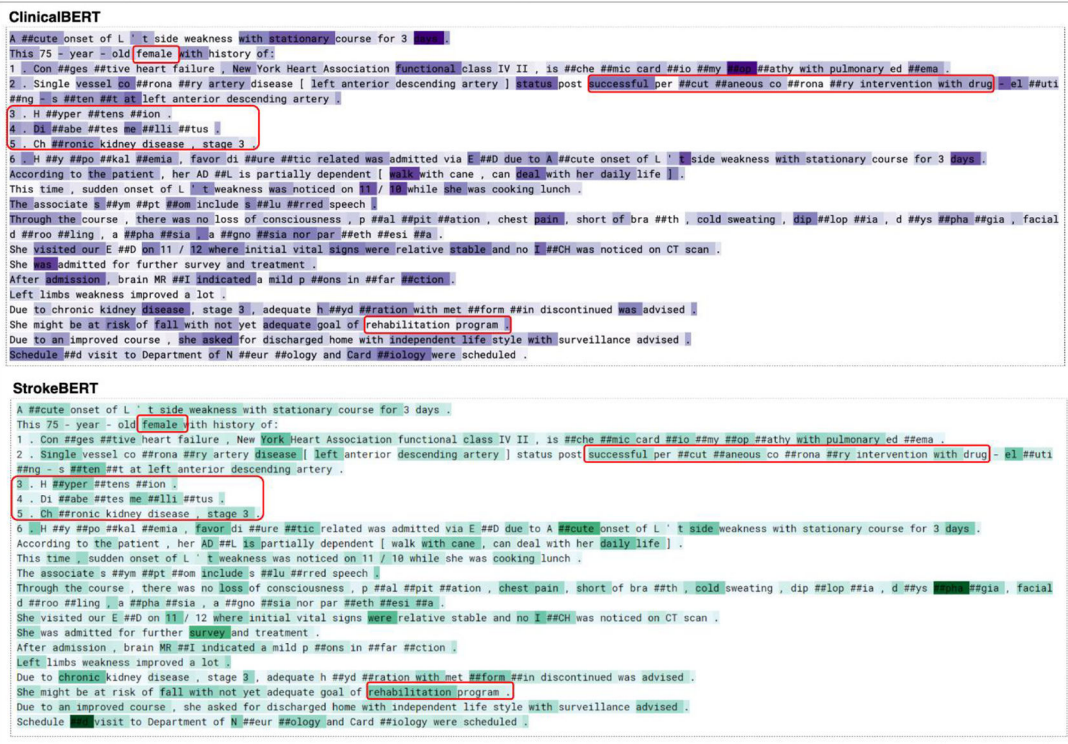 ClinicalBERT
A ##cute onset of L ' t side weakness with stationary course for 3 days .
This 75 - year - old female with history of:
1 . Con ##ges ##tive heart failure , New York Heart Association functional class IV II , is ##che ##mic card ##io ##my ##op ##athy with pulmonary ed ##ema .
2 . Single vessel co ##rona ##ry artery disease [ left anterior descending artery ] status post successful per ##cut ##aneous co ##rona ##ry intervention with drug - el ##uti
##ng - s ##ten ##t at left anterior descending artery .
3 . H ##yper ##tens ##ion .
4 . Di ##abe ##tes me ##lli ##tus .
5 . Ch ##ronic kidney disease , stage 3 .
6 . H ##y ##po ##kal ##emia , favor di ##ure ##tic related was admitted via E ##D due to A ##cute onset of L ' t side weakness with stationary course for 3 days .
According to the patient , her AD ##L is partially dependent [ walk with cane , can deal with her daily life ] .
This time , sudden onset of L ' t weakness was noticed on 11 / 10 while she was cooking lunch .
The associate s ##ym ##pt ##om include s ##lu ##rred speech .
Through the course , there was no loss of consciousness , p ##al ##pit ##ation , chest pain , short of bra ##th , cold sweating , dip ##lop ##ia , d ##ys ##pha ##gia , facial
d ##roo ##ling , a ##pha ##sia , a ##gno ##sia nor par ##eth ##esi ##a .
She visited our E ##D on 11 / 12 where initial vital signs were relative stable and no I ##CH was noticed on CT scan .
She was admitted for further survey and treatment .
After admission , brain MR ##I indicated a mild p ##ons in ##far ##ction .
Left limbs weakness improved a lot .
Due to chronic kidney disease , stage 3 , adequate h ##yd ##ration with met ##form ##in discontinued was advised .
She might be at risk of fall with not yet adequate goal of rehabilitation program .
Due to an improved course , she asked for discharged home with independent life style with surveillance advised .
Schedule ##d visit to Department of N ##eur ##ology and Card ##iology were scheduled .
StrokeBERT
A ##cute onset of L ' t side weakness with stationary course for 3 days .
This 75 - year - old female with history of:
1 . Con ##ges ##tive heart failure , New York Heart Association functional class IV II , is ##che ##mic card ##io ##my ##op ##athy with pulmonary ed ##ema .
2 . Single vessel co ##rona ##ry artery disease [ left anterior descending artery ] status post successful per ##cut ##aneous co ##rona ##ry intervention with drug - el ##uti
##ng - s ##ten ##t at left anterior descending artery .
3 . H ##yper ##tens ##ion .
4 . Di ##abe ##tes me ##lli ##tus .
5 . Ch ##ronic kidney disease , stage 3 .
6 . H ##y ##po ##kal ##emia , favor di ##ure ##tic related was admitted via E ##D due to A ##cute onset of L ' t side weakness with stationary course for 3 days .
According to the patient , her AD ##L is partially dependent [ walk with cane , can deal with her daily life ] .
This time , sudden onset of L ' t weakness was noticed on 11 / 10 while she was cooking lunch .
The associate s ##ym ##pt ##om include s ##lu ##rred speech .
Through the course , there was no loss of consciousness , p ##al ##pit ##ation , chest pain , short of bra ##th , cold sweating , dip ##lop ##ia , d ##ys ##pha ##gia , facial
d ##roo ##ling , a ##pha ##sia , a ##gno ##sia nor par ##eth ##esi ##a .
She visited our E ##D on 11 / 12 where initial vital signs were relative stable and no I ##CH was noticed on CT scan .
She was admitted for further survey and treatment .
After admission , brain MR ##I indicated a mild p ##ons in ##far ##ction .
Left limbs weakness improved a lot .
Due to chronic kidney disease , stage 3 , adequate h ##yd ##ration with met ##form ##in discontinued was advised .
She might be at risk of fall with not yet adequate goal of rehabilitation program .
Due to an improved course , she asked for discharged home with independent life style with surveillance advised .
Schedule ##d visit to Department of N ##eur ##ology and Card ##iology were scheduled .